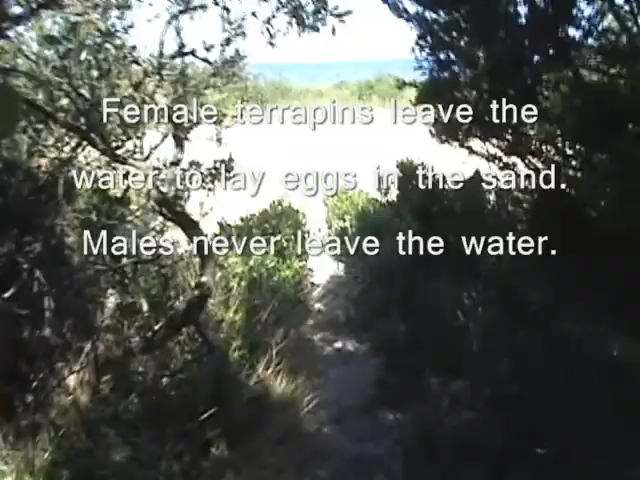 Female terrapins leave the
water to lay eggs in the sand.
Males never leave the water.